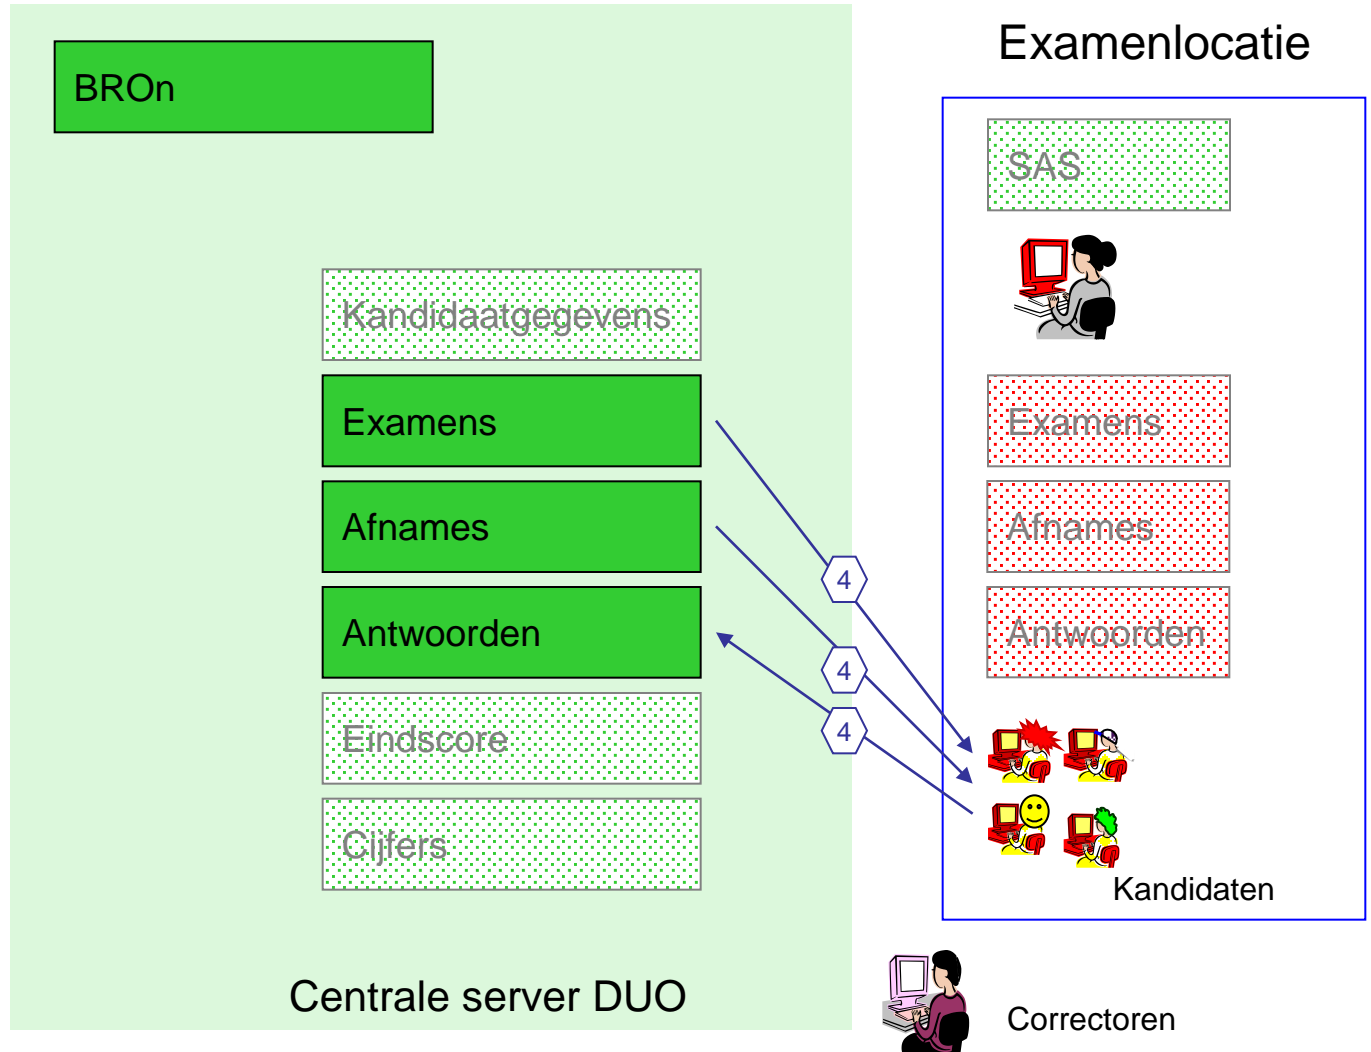 Examenlocatie
BROn
SAS
Kandidaatgegevens
Examens
Examens
Afnames
Afnames
4
Antwoorden
Antwoorden
4
4
Eindscore
Cijfers
Kandidaten
Centrale server DUO
Correctoren